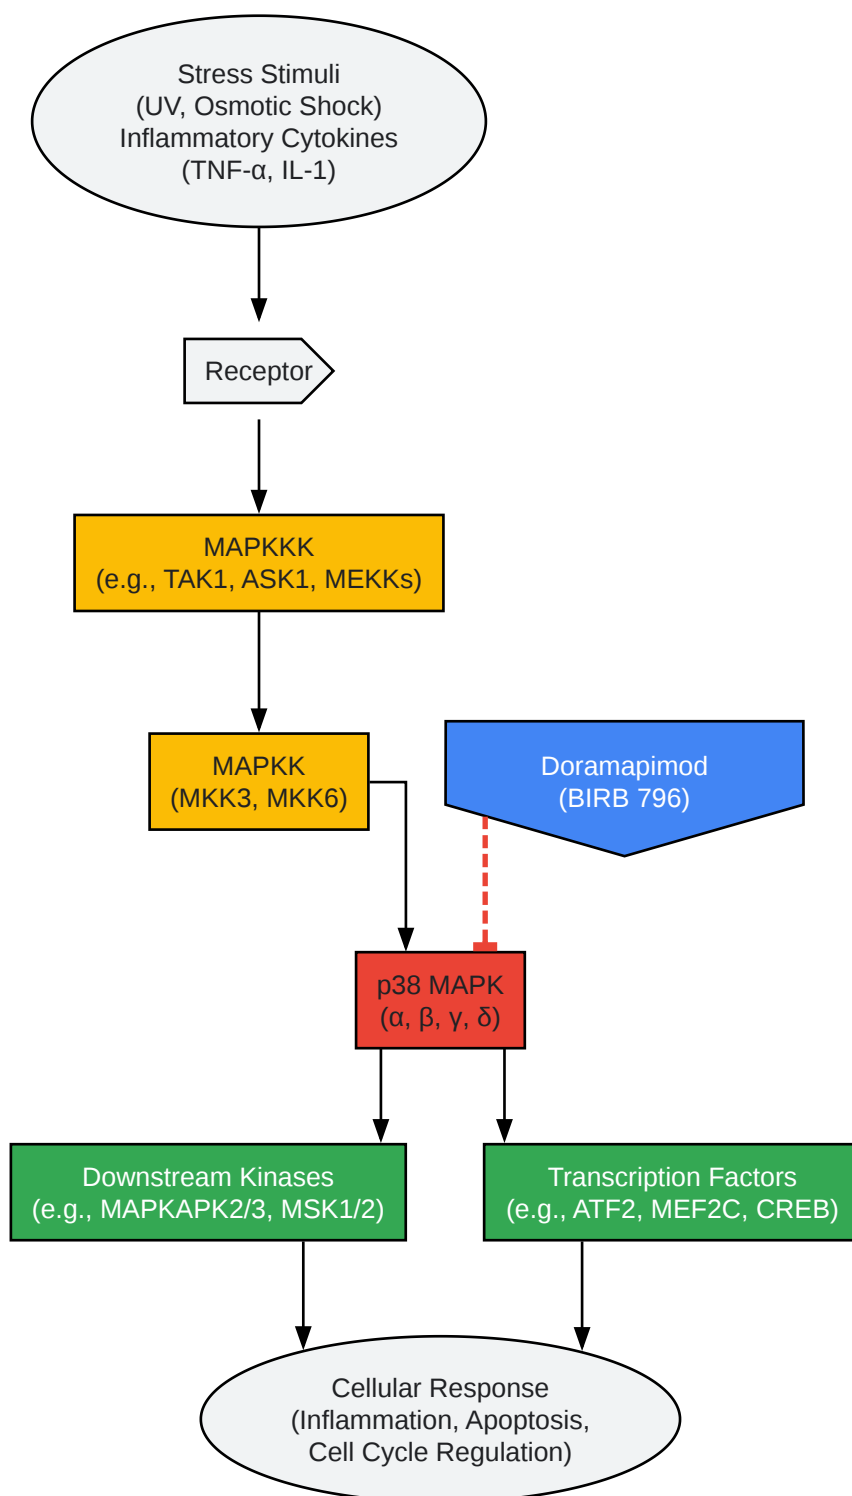 Stress Stimuli
(UV, Osmotic Shock)
Inflammatory Cytokines
(TNF-α, IL-1)
Receptor
MAPKKK
(e.g., TAK1, ASK1, MEKKs)
MAPKK
(MKK3, MKK6)
Doramapimod
(BIRB 796)
p38 MAPK
(α, β, γ, δ)
Downstream Kinases
(e.g., MAPKAPK2/3, MSK1/2)
Transcription Factors
(e.g., ATF2, MEF2C, CREB)
Cellular Response
(Inflammation, Apoptosis,
Cell Cycle Regulation)